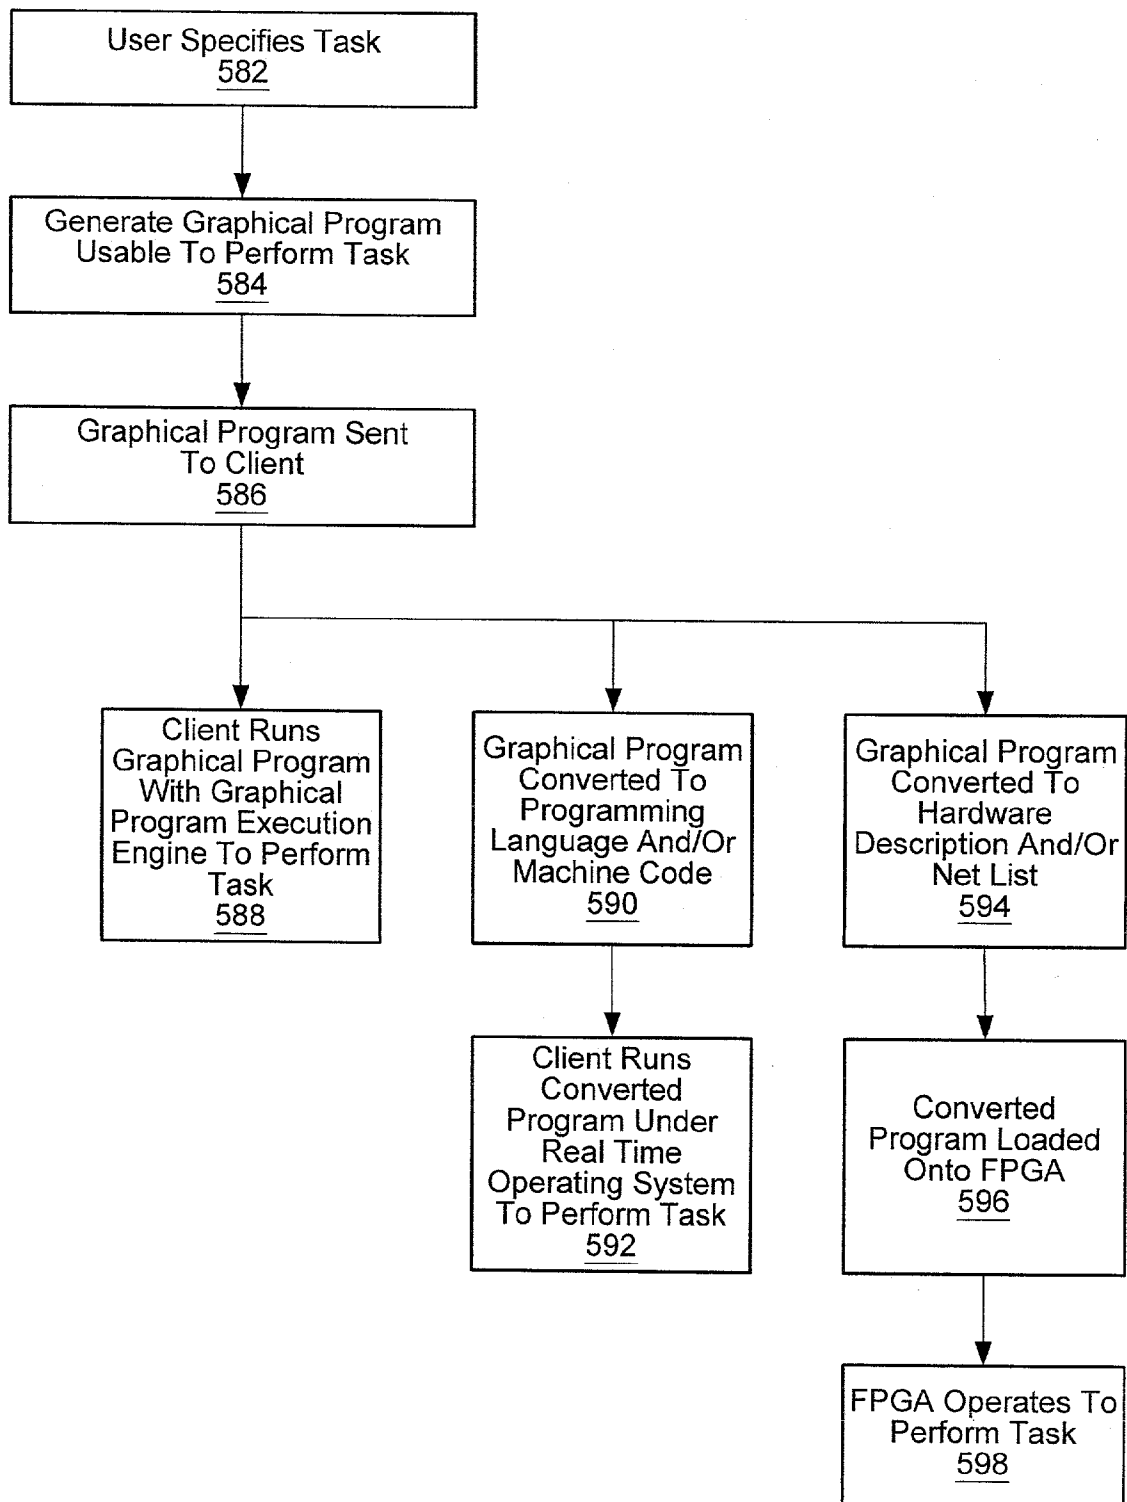 User Specifies Task
582
Generate Graphical Program
Usable To Perform Task
584
Graphical Program Sent
To Client
586
Client Runs
Graphical Program
With Graphical
Program Execution
Engine To Perform
Task
588
Graphical Program
Converted To
Programming
Language And/Or
Machine Code
590
Graphical Program
Converted To
Hardware
Description And/Or
Net List
594
Client Runs
Converted
Program Under
Real Time
Operating System
To Perform Task
592
Converted
Program Loaded
Onto FPGA
596
FPGA Operates To
Perform Task
598